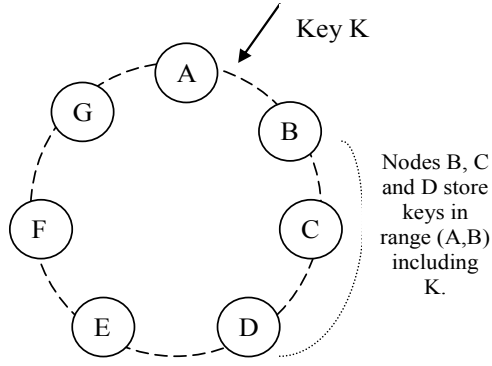 Key K
A
B
C
D
E
F
G
Nodes B, C
and D store
keys in
range (A,B)
including
K.